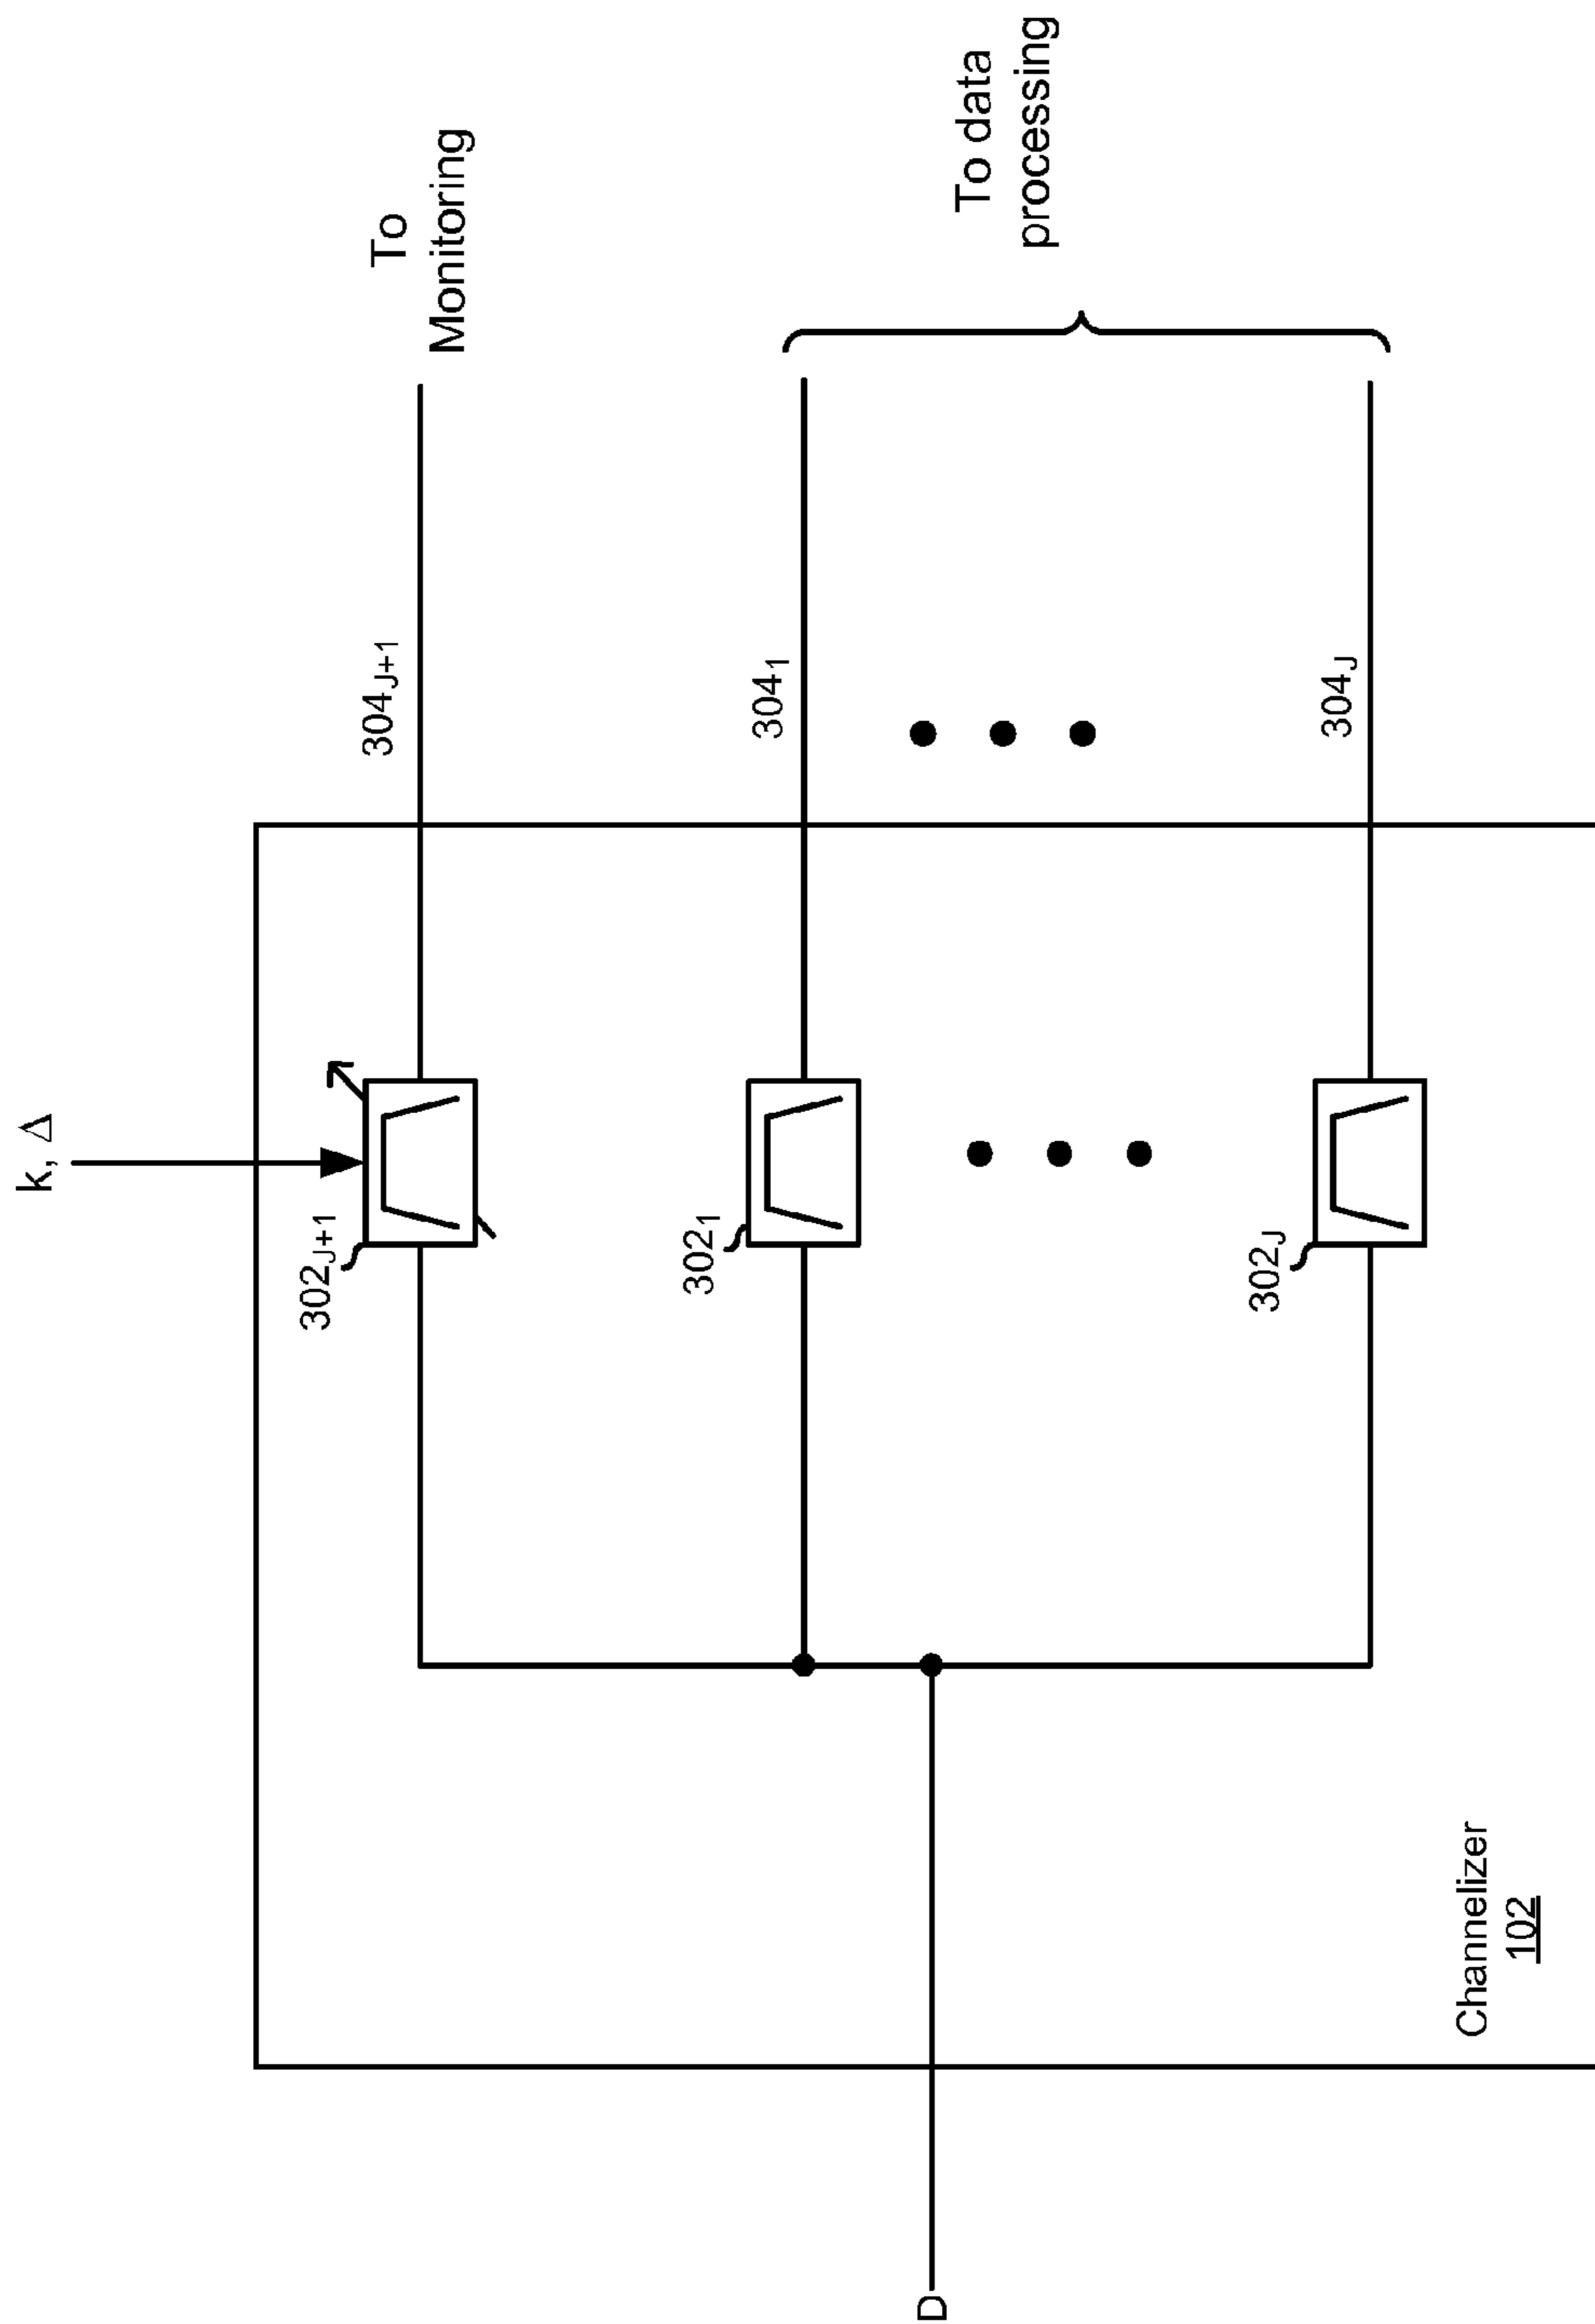 k, Δ
To
Monitoring
304J+1
302J+1
304₁
302₁
To data
processing
304J
302J
D
Channelizer
102